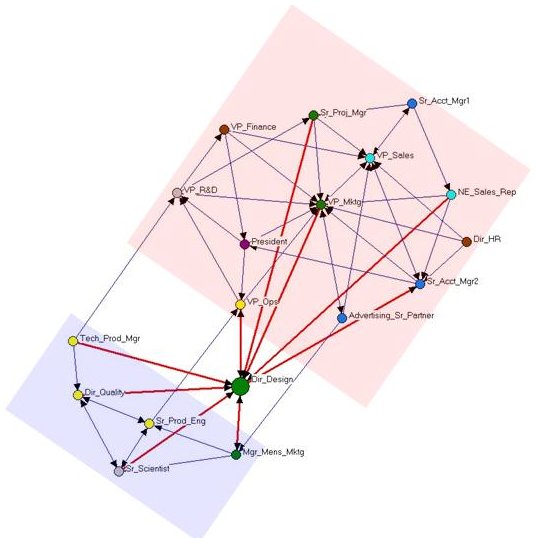 Sr_Acct_Mgr1
Sr_Proj_Mgr
VP_Finance
VP_Sales
VP_R&D
NE_Sales_Rep
VP_Mktg
President
Dir_HR
Sr_Acct_Mgr2
VP_Ops
Advertising_Sr_Partner
Tech_Prod_Mgr
Dir_Design
Dir_Quality
Sr_Prod_Eng
Mgr_Mens_Mktg
Sr_Scientist